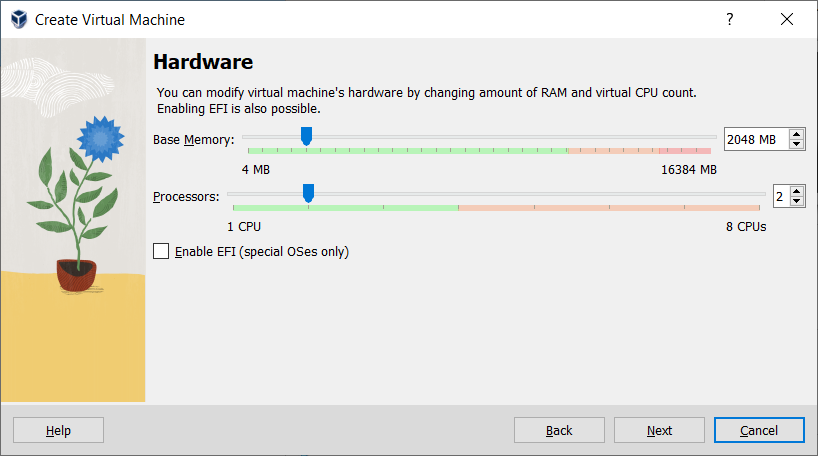 Create Virtual Machine
?
Hardware
You can modify virtual machine's hardware by changing amount of RAM and virtual CPU count.
Enabling EFI is also possible.
Base Memory: 2048 MB
4 MB 16384 MB
Processors: 2
1 CPU 8 CPUs
Enable EFI (special OSes only)
Help Back Next Cancel